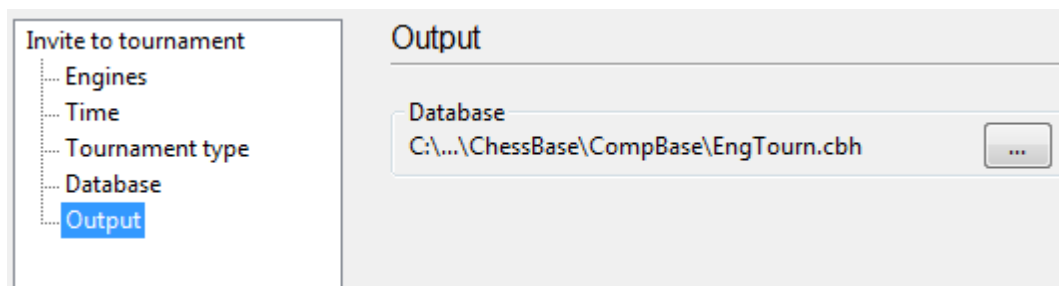 Invite to tournament
Engines
Time
Tournament type
Database
Output
Output
Database
C:\...\ChessBase\CompBase\EngTourn.cbh
...